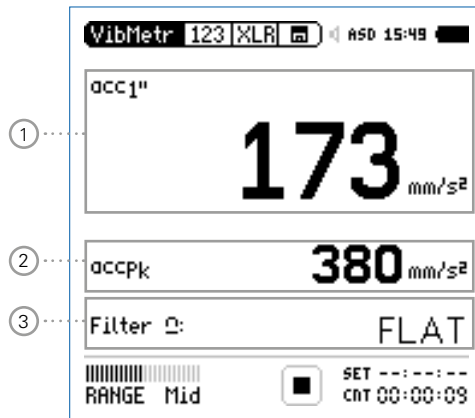 VibMetr 123 XLR ASD 15:49
acc1"
1
173 mm/s²
2
accPk 380 mm/s²
3
Filter Ω: FLAT
SET --:--:--
RANGE Mid CNT 00:00:09